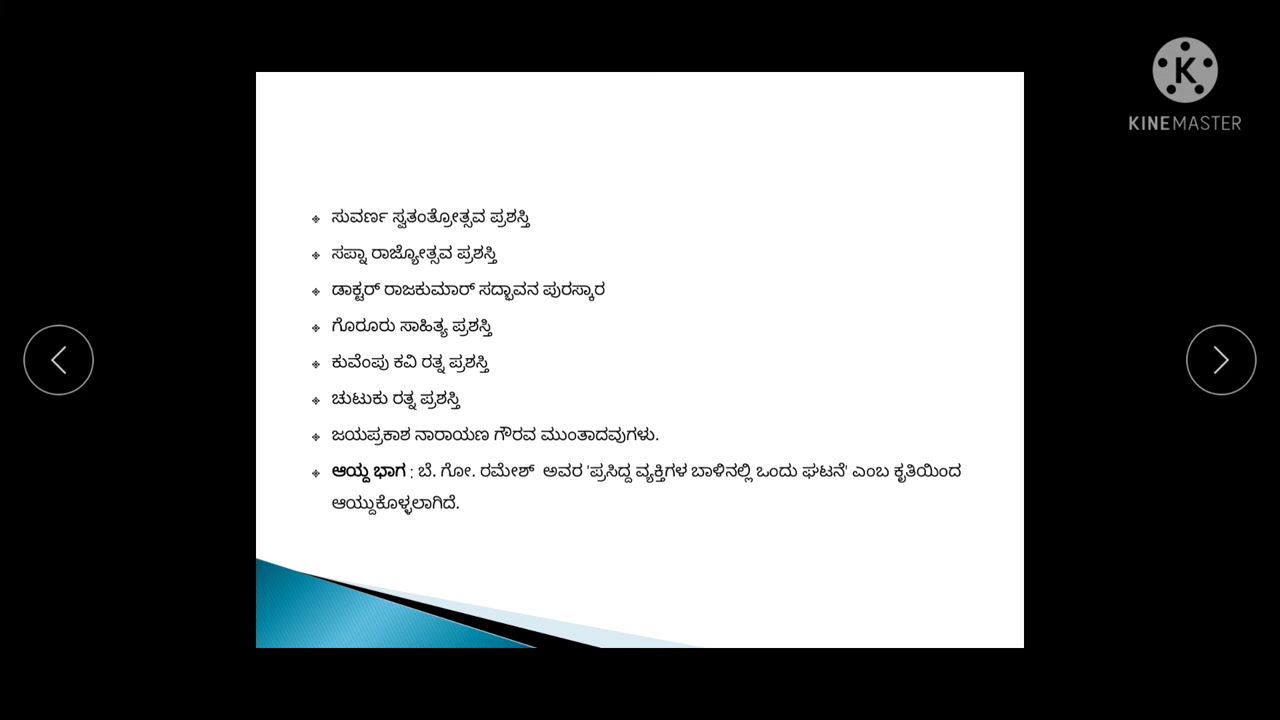 KINEMASTER
ಸುವರ್ಣ ಸ್ವತಂತ್ರೋತ್ಸವ ಪ್ರಶಸ್ತಿ
ಸಪ್ನಾ ರಾಜ್ಯೋತ್ಸವ ಪ್ರಶಸ್ತಿ
ಡಾಕ್ಟರ್ ರಾಜಕುಮಾರ್ ಸದ್ಭಾವನ ಪುರಸ್ಕಾರ
ಗೊರೂರು ಸಾಹಿತ್ಯ ಪ್ರಶಸ್ತಿ
ಕುವೆಂಪು ಕವಿ ರತ್ನ ಪ್ರಶಸ್ತಿ
ಚುಟುಕು ರತ್ನ ಪ್ರಶಸ್ತಿ
ಜಯಪ್ರಕಾಶ ನಾರಾಯಣ ಗೌರವ ಮುಂತಾದವುಗಳು.
ಆಯ್ದ ಭಾಗ : ಬೆ. ಗೋ. ರಮೇಶ್ ಅವರ 'ಪ್ರಸಿದ್ದ ವ್ಯಕ್ತಿಗಳ ಬಾಳಿನಲ್ಲಿ ಒಂದು ಘಟನೆ' ಎಂಬ ಕೃತಿಯಿಂದ
ಆಯ್ದುಕೊಳ್ಳಲಾಗಿದೆ.